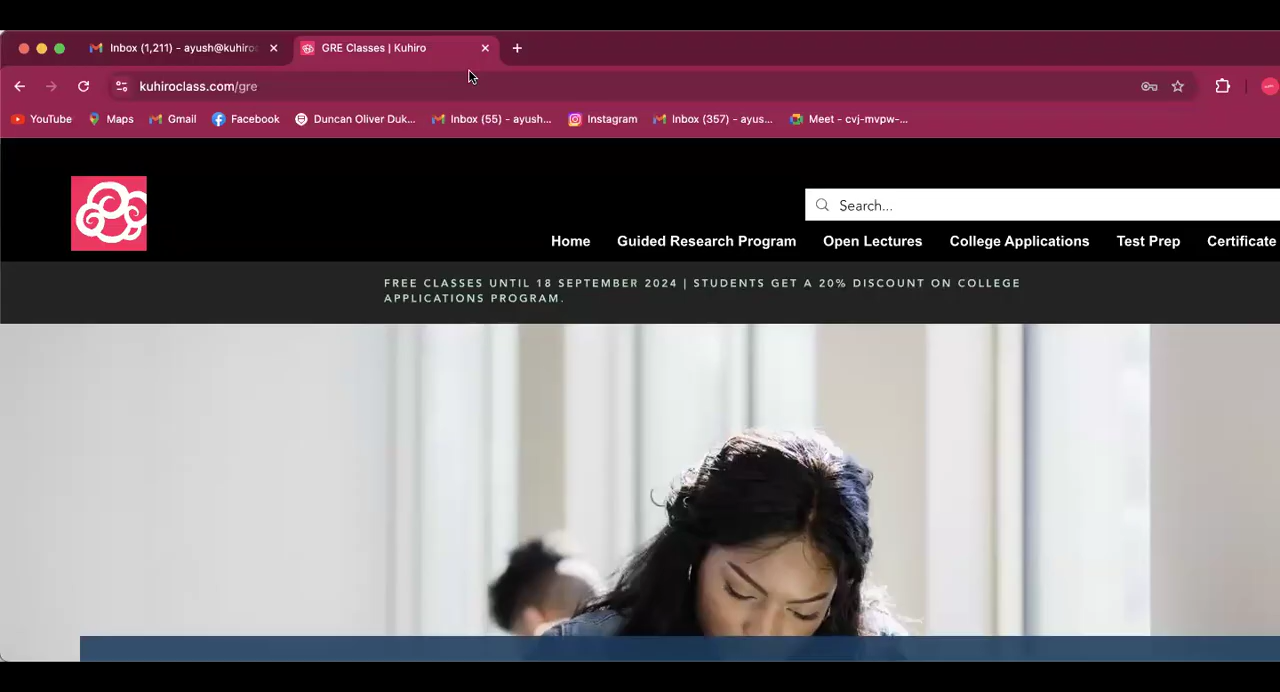 Inbox (1,211) - ayush@kuhiro
GRE Classes | Kuhiro
kuhiroclass.com/gre
YouTube Maps Gmail Facebook Duncan Oliver Duk... Inbox (55) - ayush... Instagram Inbox (357) - ayus... Meet - cvj-mvpw-...
Search...
Home Guided Research Program Open Lectures College Applications Test Prep Certificate
FREE CLASSES UNTIL 18 SEPTEMBER 2024 | STUDENTS GET A 20% DISCOUNT ON COLLEGE
APPLICATIONS PROGRAM.